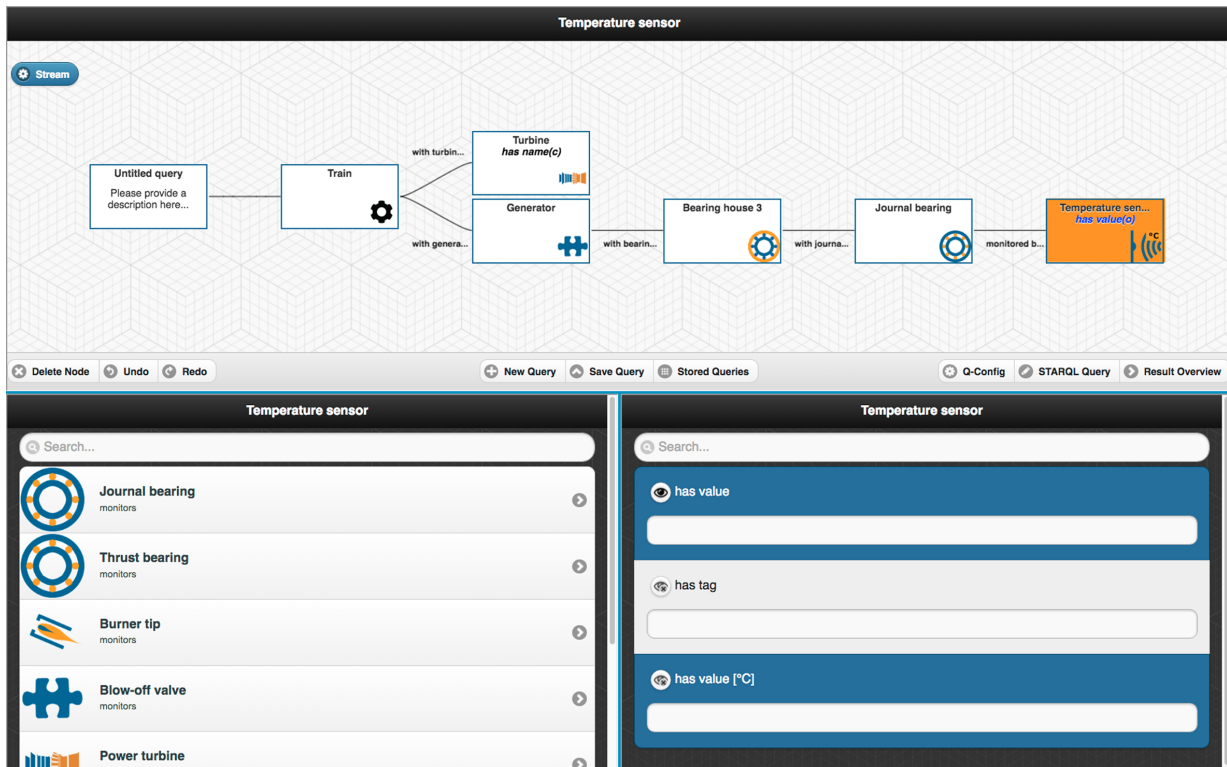 Temperature sensor
Stream
Untitled query
Please provide a
description here...
Train
with turbin...
Turbine
has name(c)
with genera...
Generator
with bearin...
Bearing house 3
with journa...
Journal bearing
monitored b...
Temperature sen...
has value(o)
°C
Delete Node
Undo
Redo
New Query
Save Query
Stored Queries
Q-Config
STARQL Query
Result Overview
Temperature sensor
Search...
Journal bearing
monitors
Thrust bearing
monitors
Burner tip
monitors
Blow-off valve
monitors
Power turbine
Temperature sensor
Search...
has value
has tag
has value [°C]